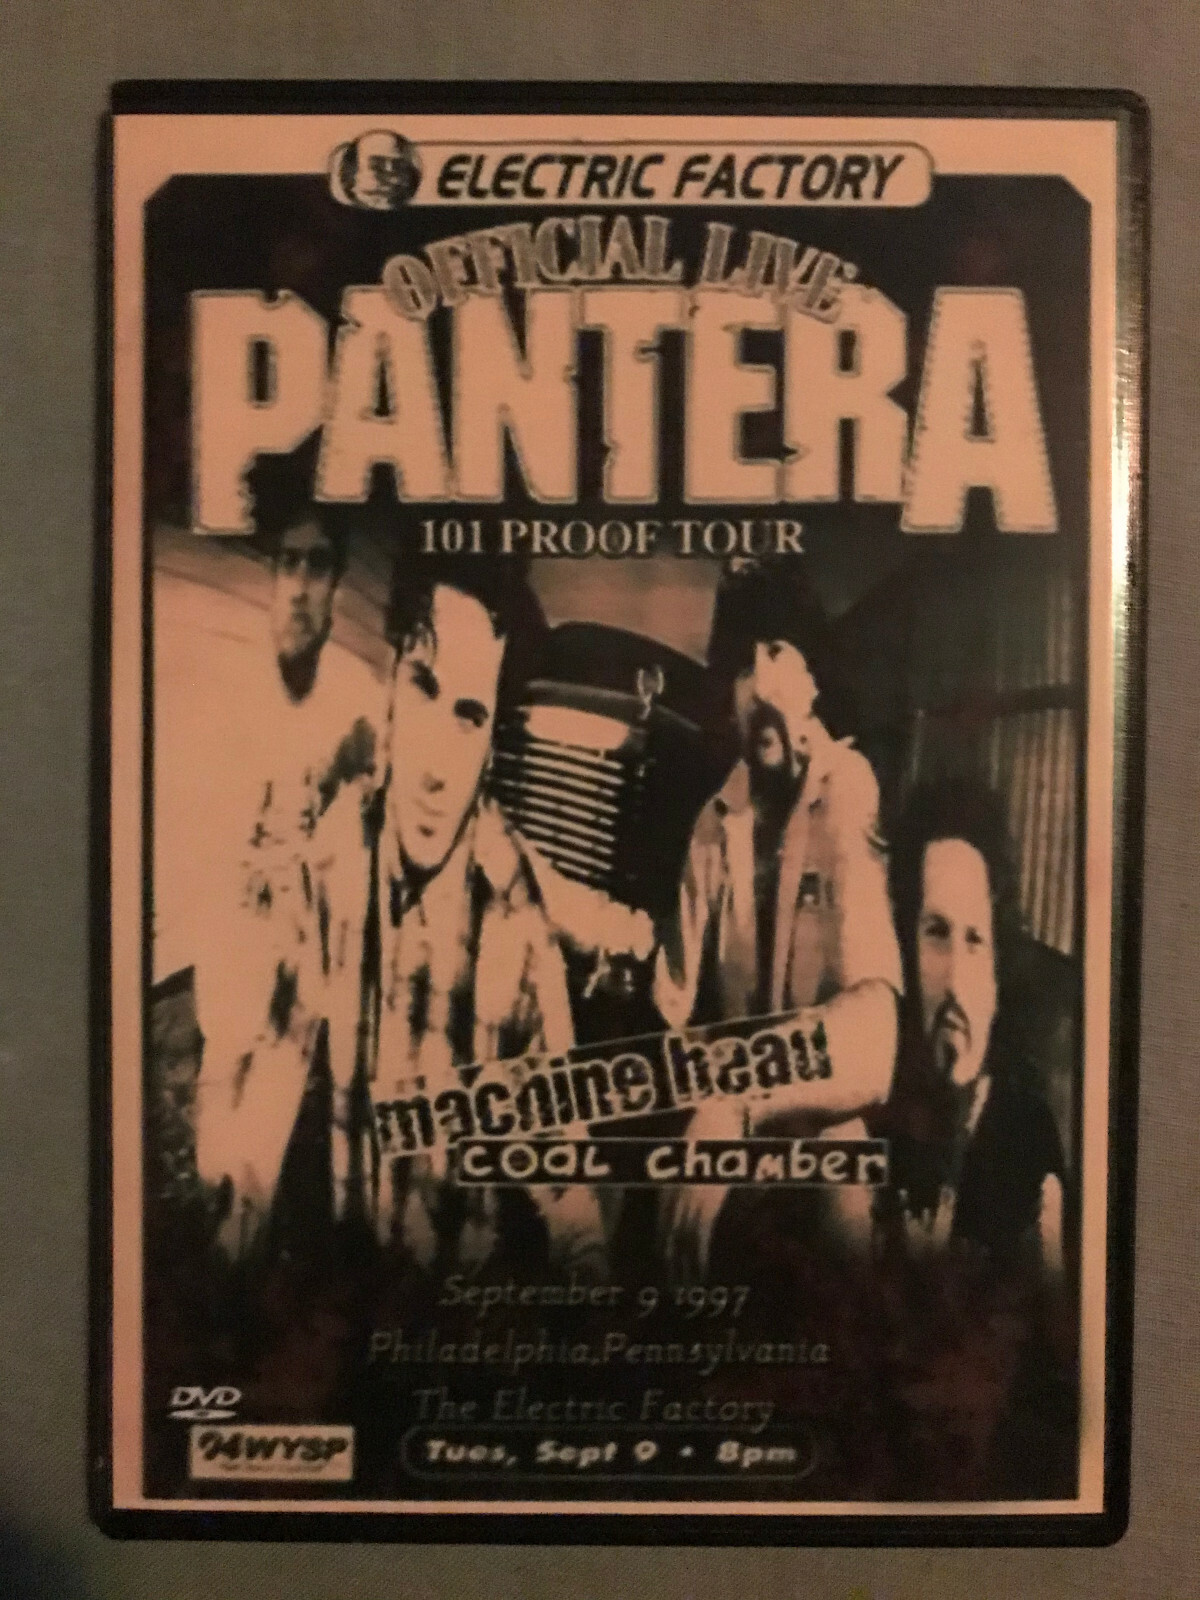 ELECTRIC FACTORY
OFFICIAL LIVE
PANTERA
101 PROOF TOUR
machine head
COAL chamber
September 9 1997
Philadelphia,Pennsylvania
The Electric Factory
DVD
94WYSP
Tues, Sept 9 • 8pm